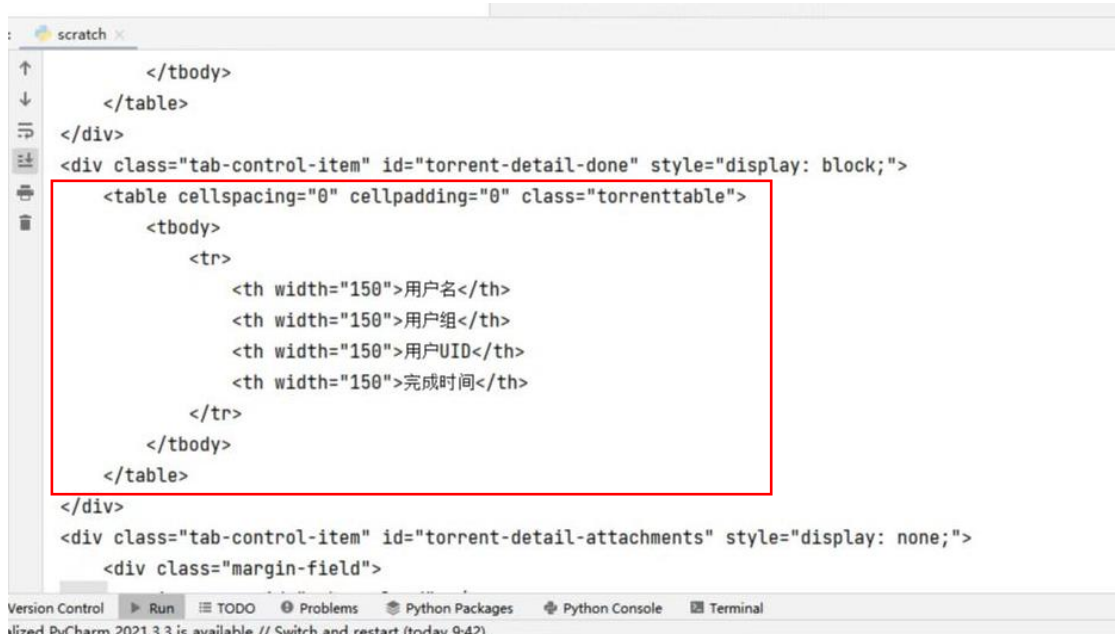 scratch
</tbody>
</table>
</div>
<div class="tab-control-item" id="torrent-detail-done" style="display: block;">
<table cellspacing="0" cellpadding="0" class="torrenttable">
<tbody>
<tr>
<th width="150">用户名</th>
<th width="150">用户组</th>
<th width="150">用户UID</th>
<th width="150">完成时间</th>
</tr>
</tbody>
</table>
</div>
<div class="tab-control-item" id="torrent-detail-attachments" style="display: none;">
<div class="margin-field">
Version Control Run TODO Problems Python Packages Python Console Terminal
PyCharm 2021.3.3 is available // Switch and restart (today 9:42)